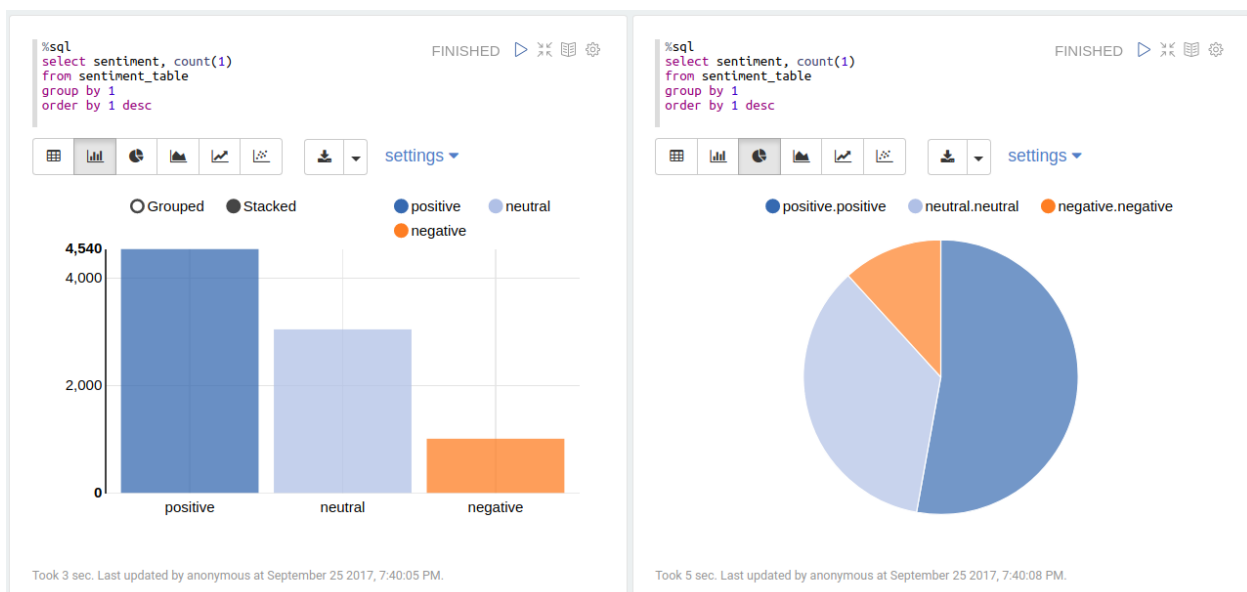 %sql
select sentiment, count(1)
from sentiment_table
group by 1
order by 1 desc
FINISHED
settings
Grouped Stacked
positive neutral
negative
4,540
4,000
2,000
0
positive neutral negative
Took 3 sec. Last updated by anonymous at September 25 2017, 7:40:05 PM.
%sql
select sentiment, count(1)
from sentiment_table
group by 1
order by 1 desc
FINISHED
settings
positive.positive neutral.neutral negative.negative
Took 5 sec. Last updated by anonymous at September 25 2017, 7:40:08 PM.